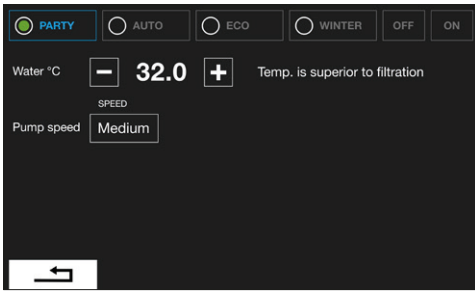 PARTY AUTO ECO WINTER OFF ON
Water °C − 32.0 + Temp. is superior to filtration
SPEED
Pump speed Medium